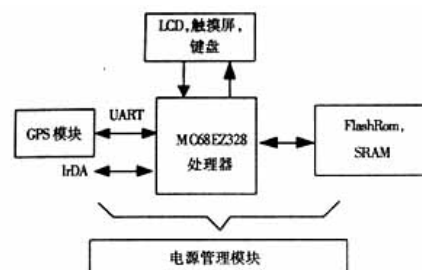 LCD,触摸屏,
键盘
UART
GPS 模块
MC68EZ328
处理器
FlashRom,
SRAM
IrDA
电源管理模块